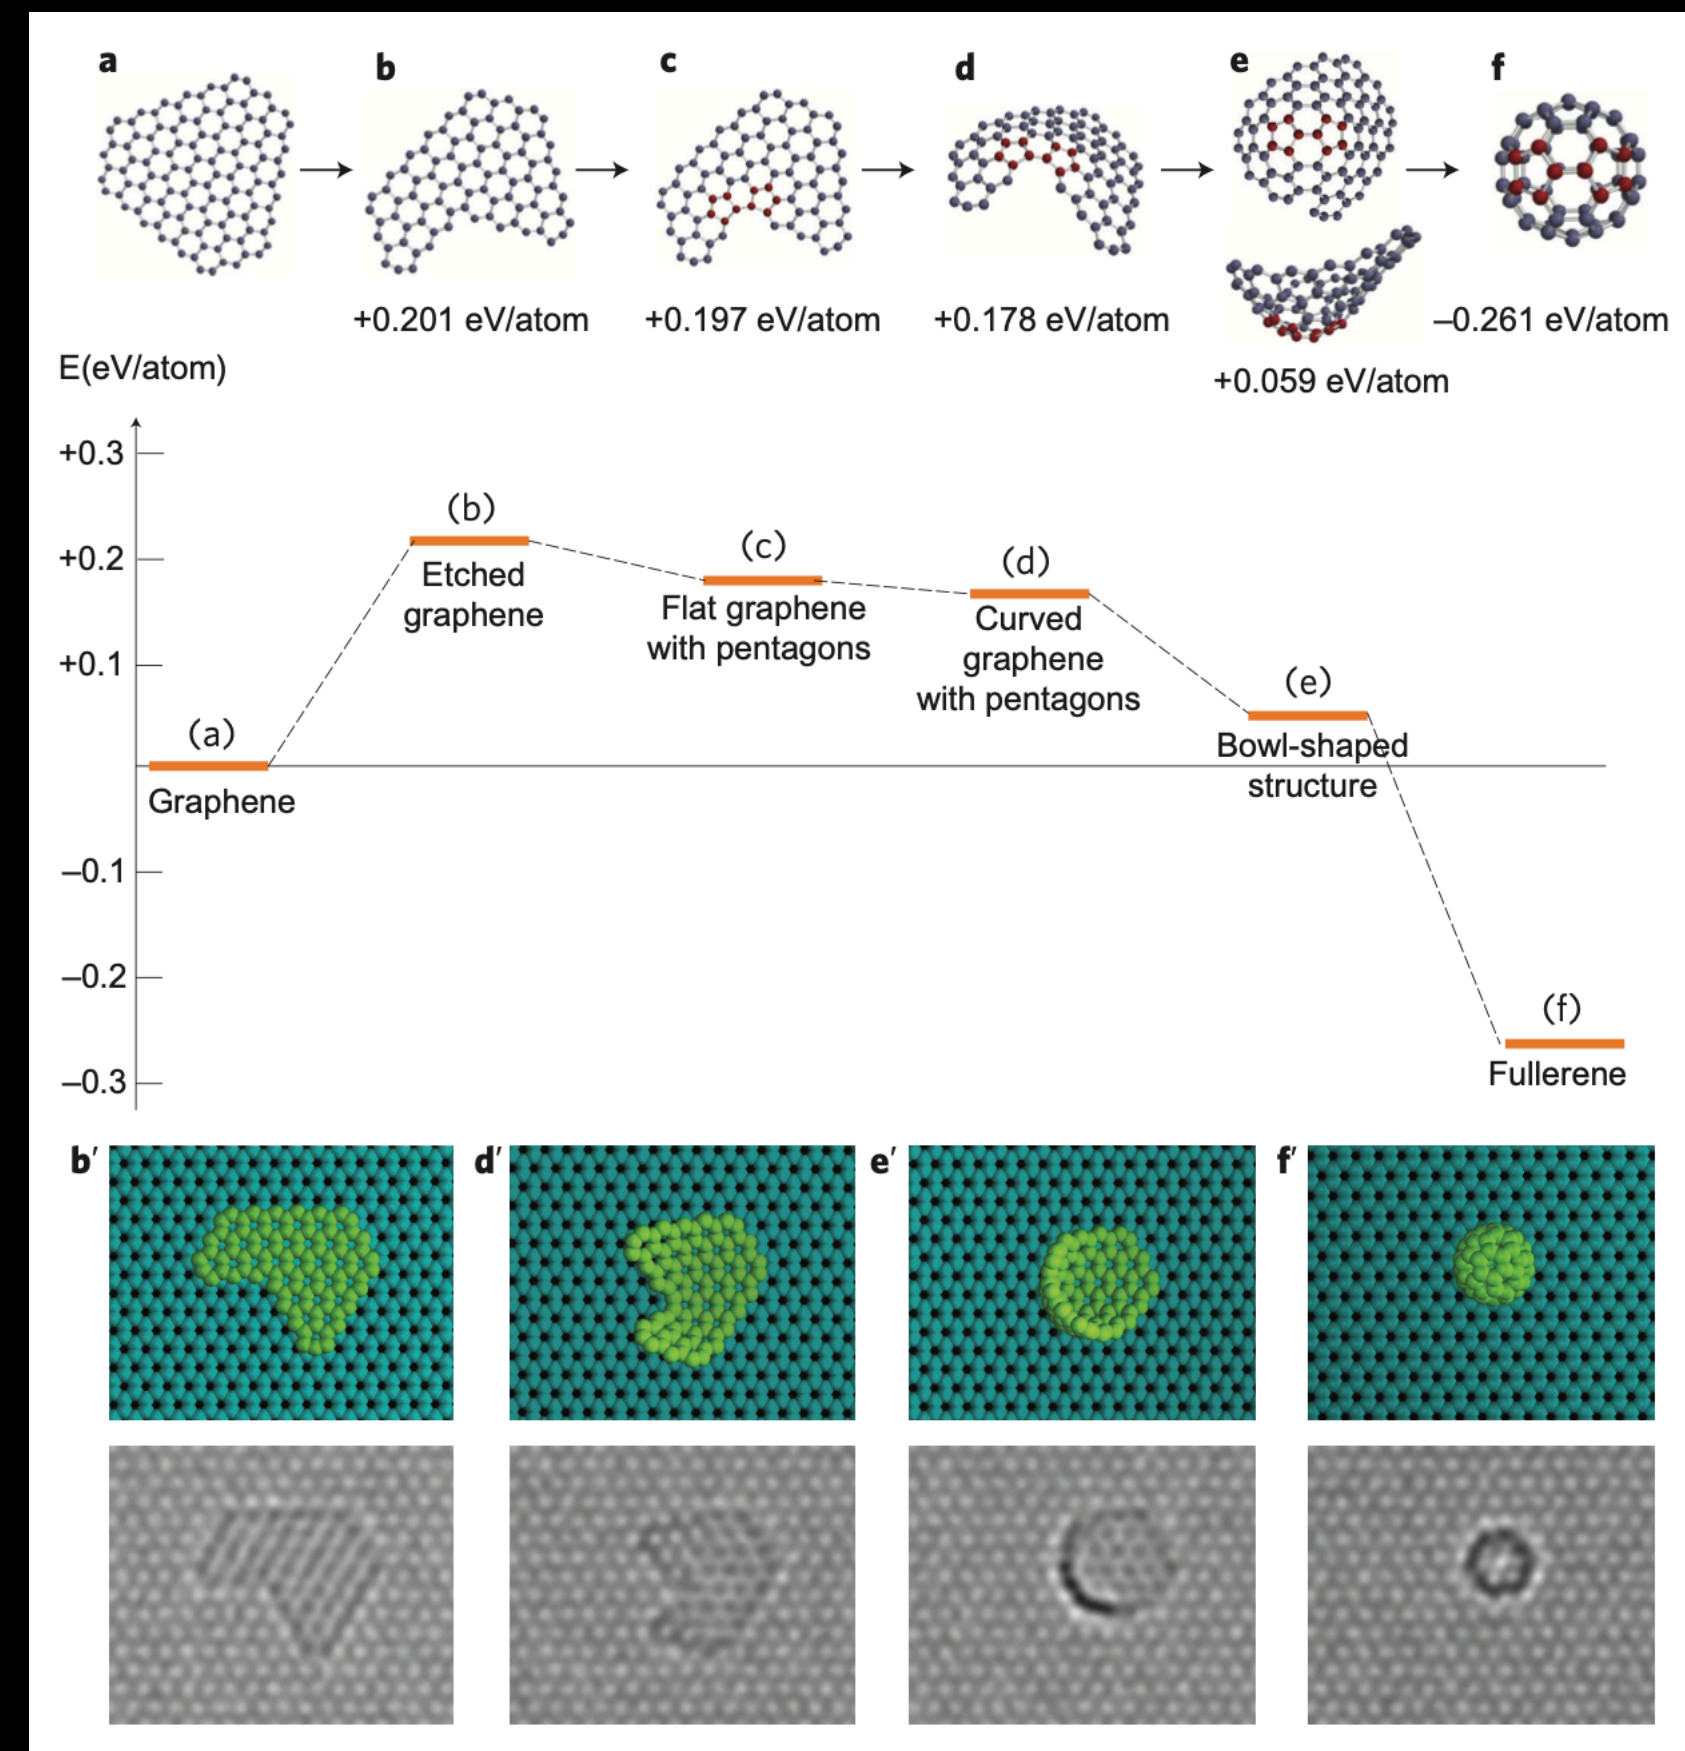 a
b
c
d
e
f
+0.201 eV/atom
+0.197 eV/atom
+0.178 eV/atom
–0.261 eV/atom
+0.059 eV/atom
E(eV/atom)
+0.3
+0.2
+0.1
–0.1
–0.2
–0.3
(a)
Graphene
(b)
Etched
graphene
(c)
Flat graphene
with pentagons
(d)
Curved
graphene
with pentagons
(e)
Bowl-shaped
structure
(f)
Fullerene
b′
d′
e′
f′